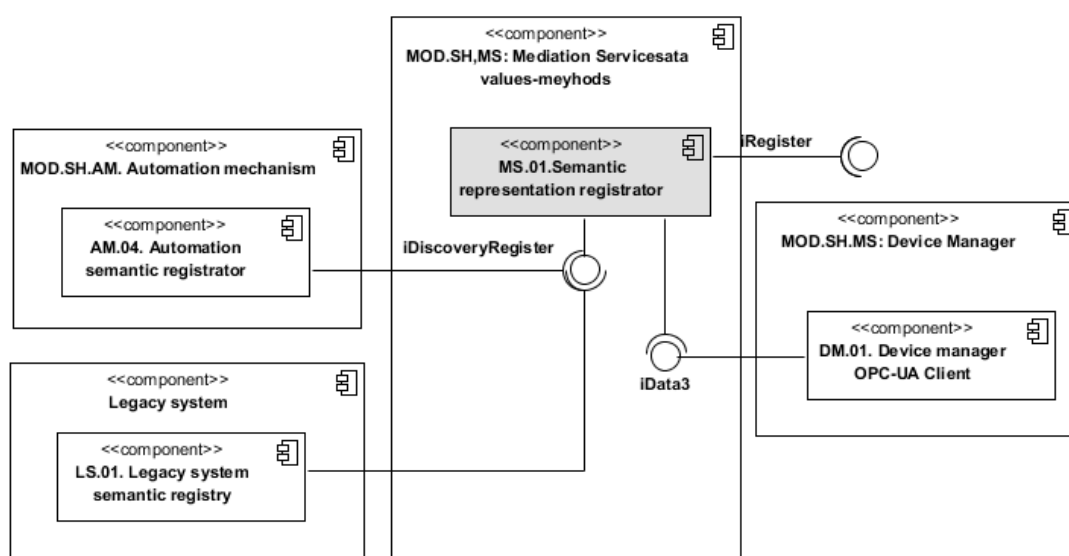 <<component>>
MOD.SH,MS: Mediation Servicesata
values-meyhods
<<component>>
MS.01.Semantic
representation registrator
iRegister
<<component>>
MOD.SH.AM. Automation mechanism
<<component>>
AM.04. Automation
semantic registrator
iDiscoveryRegister
<<component>>
MOD.SH.MS: Device Manager
<<component>>
DM.01. Device manager
OPC-UA Client
iData3
<<component>>
Legacy system
<<component>>
LS.01. Legacy system
semantic registry